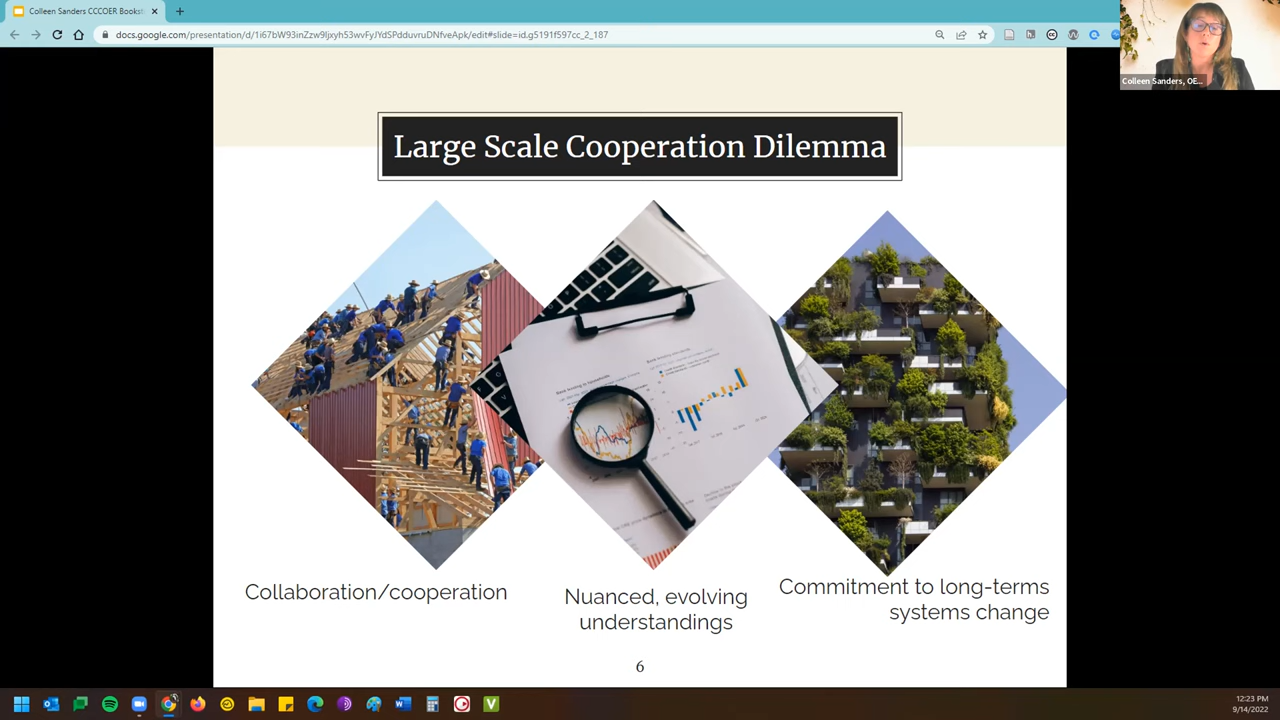 Colleen Sanders CCCOER Bookst
docs.google.com/presentation/d/1i67bW93inZzw9ljxyh53wvFyJYdSPdduvruDNfveApk/edit#slide=id.g5191f597cc_2_187
Colleen Sanders, OE...
Large Scale Cooperation Dilemma
Collaboration/cooperation
Nuanced, evolving
understandings
Commitment to long-terms
systems change
6
12:23 PM
9/14/2022